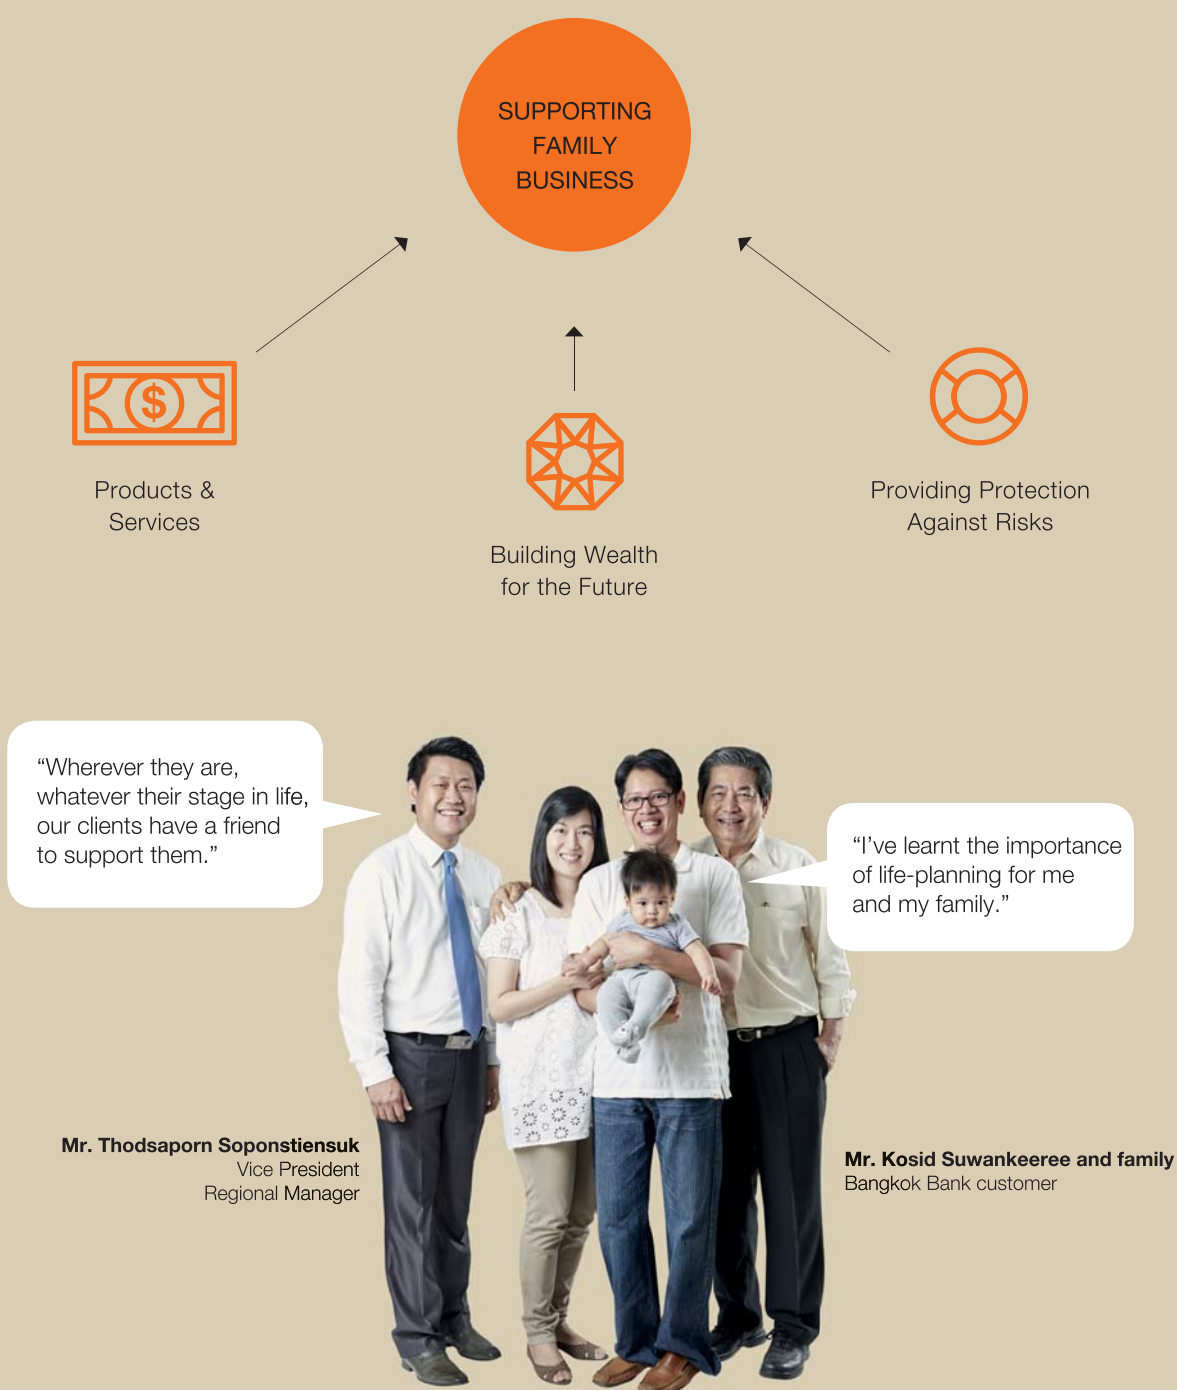 SUPPORTING
FAMILY
BUSINESS
$
Products &
Services
Building Wealth
for the Future
Providing Protection
Against Risks
“Wherever they are,
whatever their stage in life,
our clients have a friend
to support them.”
“I’ve learnt the importance
of life-planning for me
and my family.”
Mr. Thodsaporn Soponstiensuk
Vice President
Regional Manager
Mr. Kosid Suwankeeree and family
Bangkok Bank customer